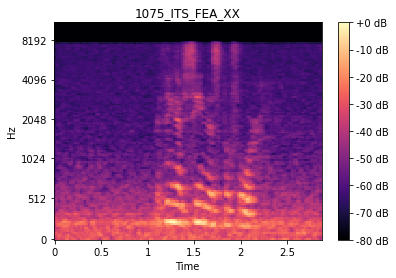 1075_ITS_FEA_XX
+0 dB
8192
-10 dB
4096
-20 dB
-30 dB
2048
-40 dB
Hz
1024
-50 dB
-60 dB
512
-70 dB
0
-80 dB
0 0.5 1 1.5 2 2.5
Time